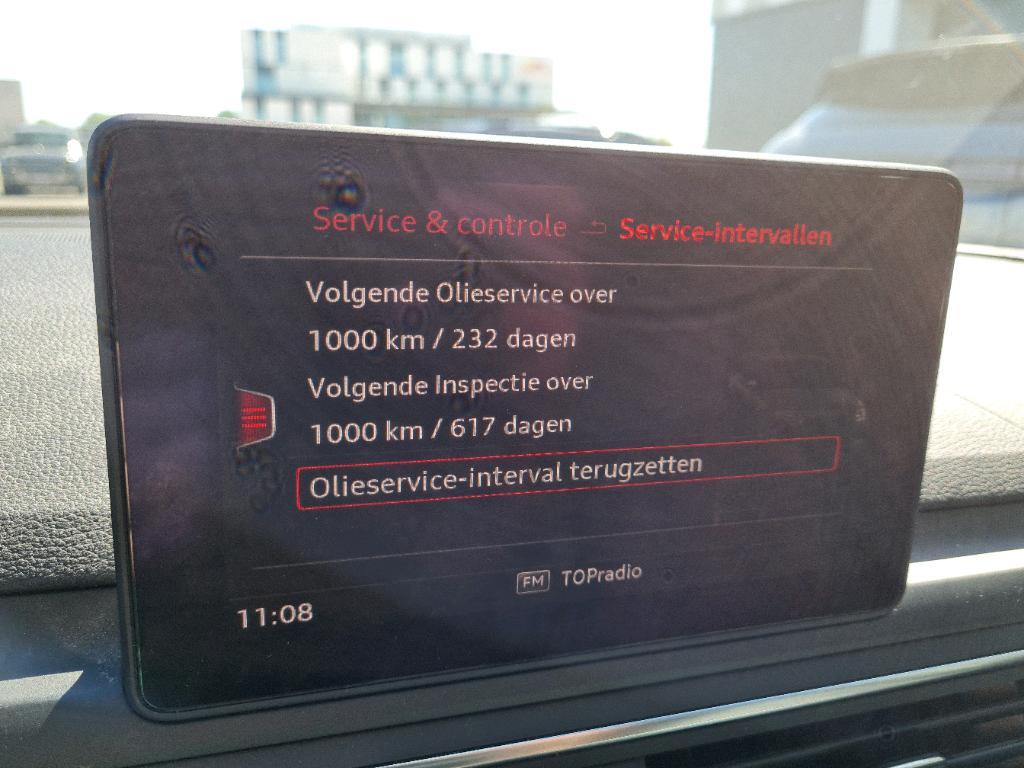 Service & controle Service-intervallen
Volgende Olieservice over
1000 km / 232 dagen
Volgende Inspectie over
1000 km / 617 dagen
Olieservice-interval terugzetten
FM TOPradio
11:08